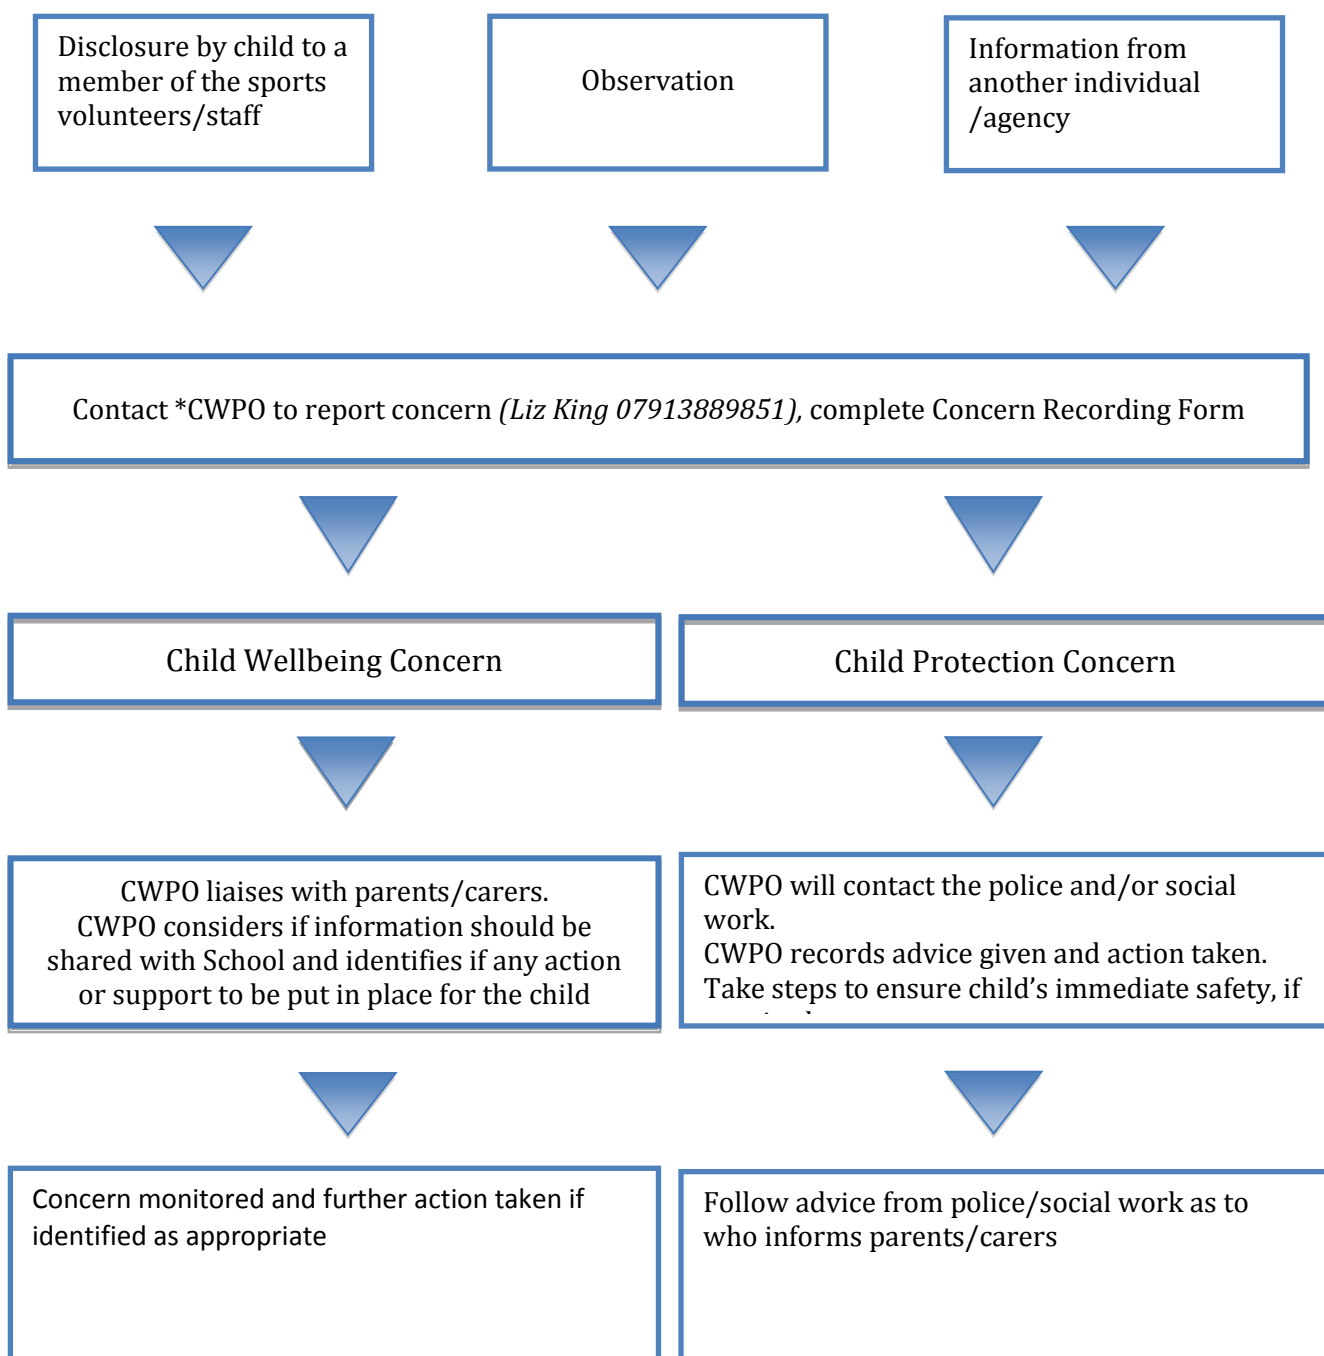 Disclosure by child to a
member of the sports
volunteers/staff
Observation
Information from
another individual
/agency
Contact *CWPO to report concern (Liz King 07913889851), complete Concern Recording Form
Child Wellbeing Concern
Child Protection Concern
CWPO liaises with parents/carers.
CWPO considers if information should be
shared with School and identifies if any action
or support to be put in place for the child
CWPO will contact the police and/or social
work.
CWPO records advice given and action taken.
Take steps to ensure child’s immediate safety, if
Concern monitored and further action taken if
identified as appropriate
Follow advice from police/social work as to
who informs parents/carers